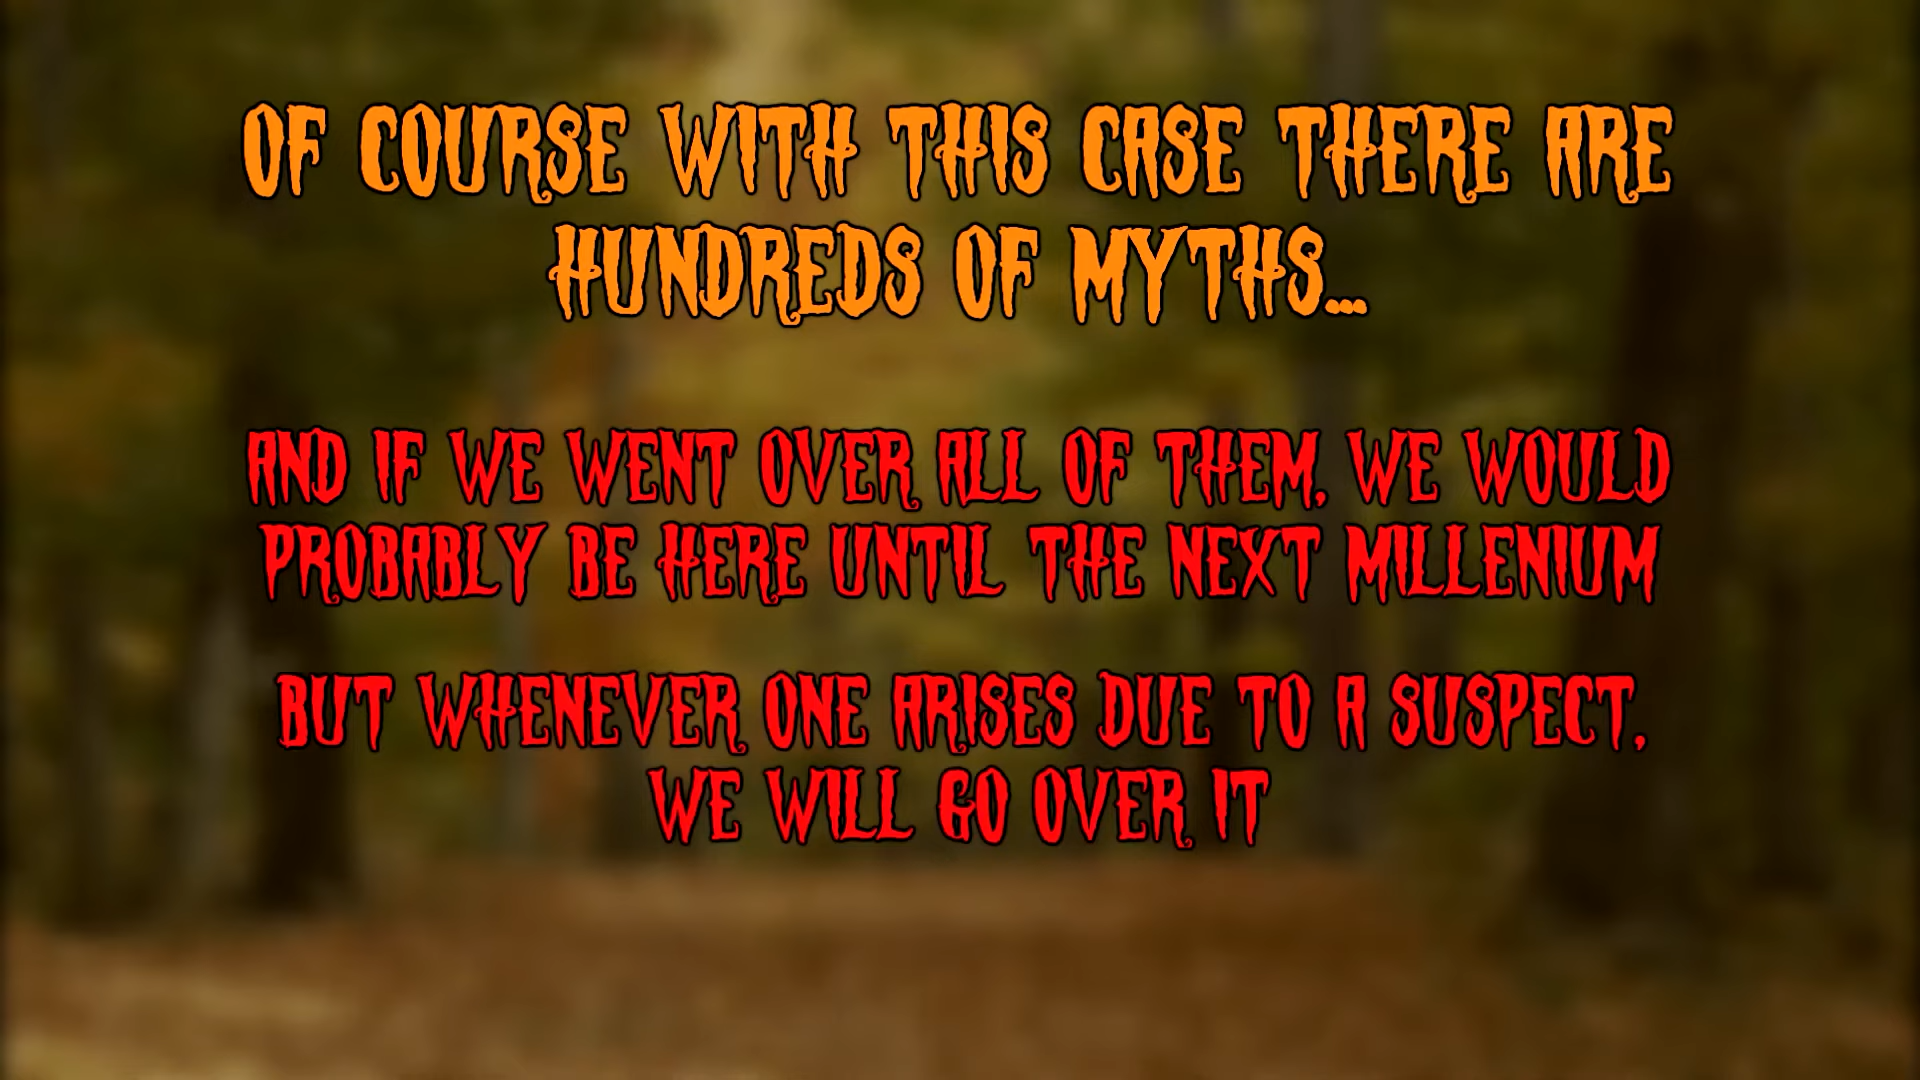 OF COURSE WITH THIS CASE THERE ARE
HUNDREDS OF MYTHS...
AND IF WE WENT OVER ALL OF THEM, WE WOULD
PROBABLY BE HERE UNTIL THE NEXT MILLENIUM
BUT WHENEVER ONE ARISES DUE TO A SUSPECT,
WE WILL GO OVER IT